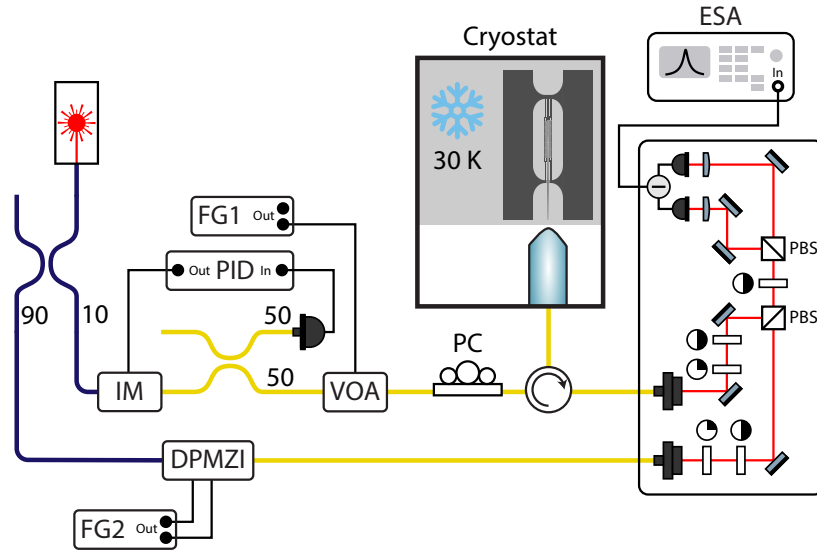 ESA
Cryostat
In
30 K
FG1 Out
Out PID In
PBS
90
10
50
50
PC
PBS
IM
VOA
DPMZI
FG2 Out